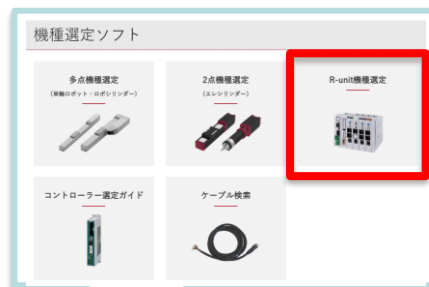 機種選定ソフト
多点機種選定
(単軸ロボット・ロボシリンダー)
2点機種選定
(エレシリンダー)
R-unit機種選定
コントローラー選定ガイド
ケーブル検索